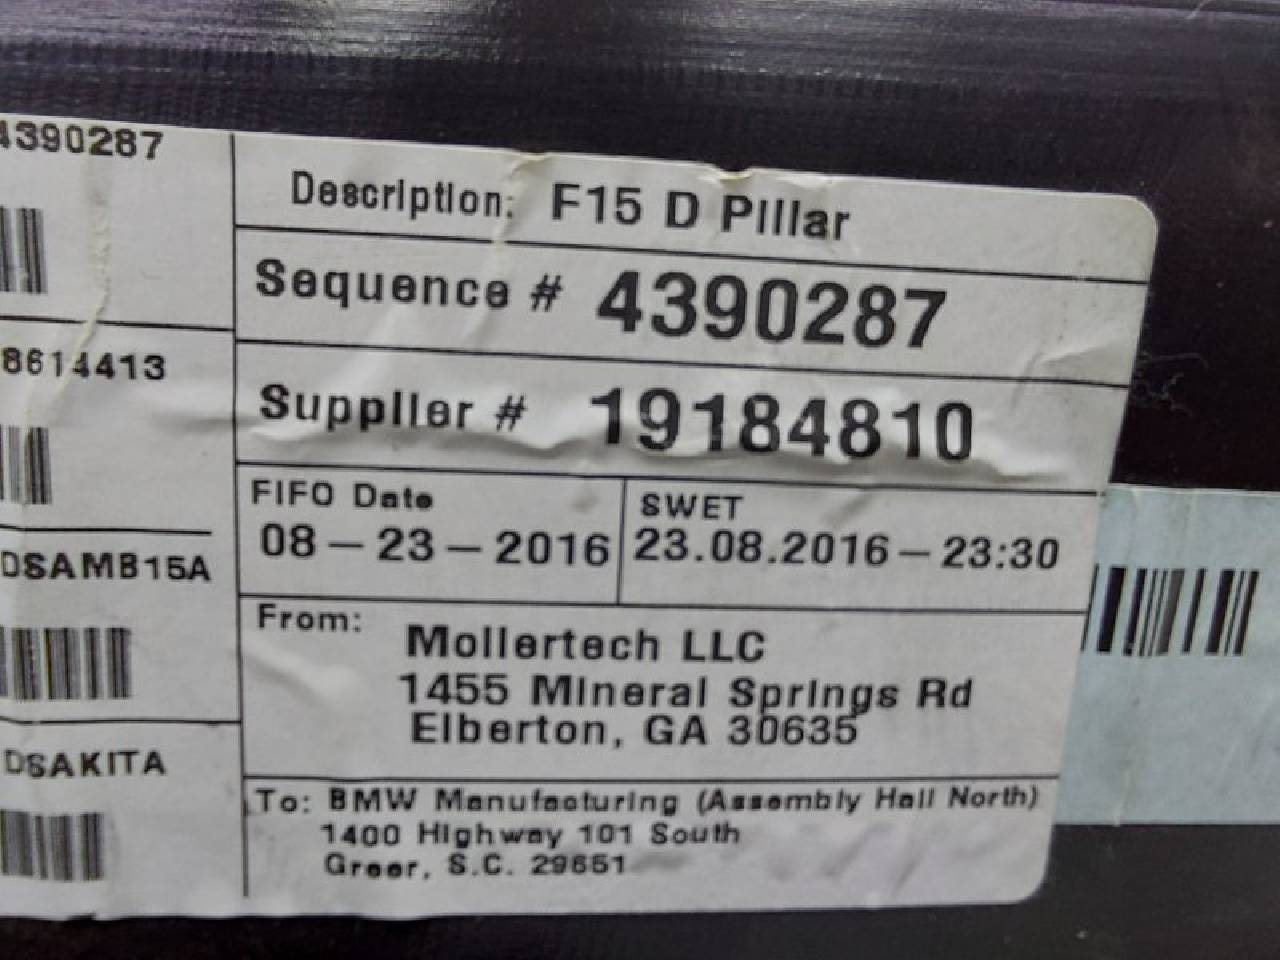 4390287
8614413
DSAMB15A
DSAKITA
Description: F15 D Pillar
Sequence # 4390287
Supplier # 19184810
FIFO Date
08-23-2016
SWET
23.08.2016-23:30
From: Mollertech LLC
1455 Mineral Springs Rd
Elberton, GA 30635
To: BMW Manufacturing (Assembly Hall North)
1400 Highway 101 South
Greer, S.C. 29651